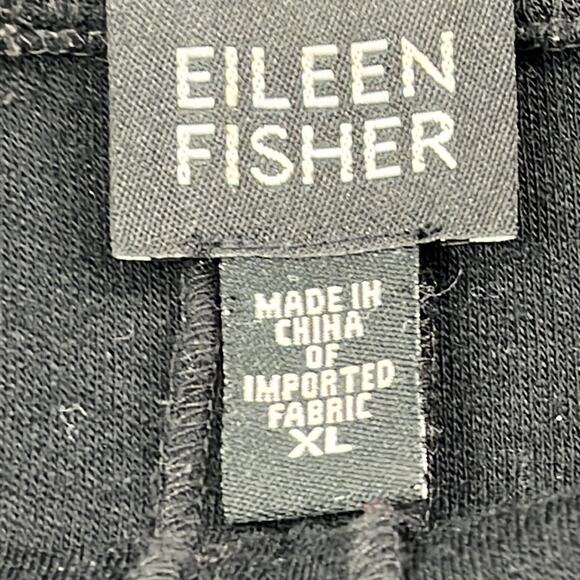 EILEEN
FISHER
MADE IN
CHINA
OF
IMPORTED
FABRIC
XL